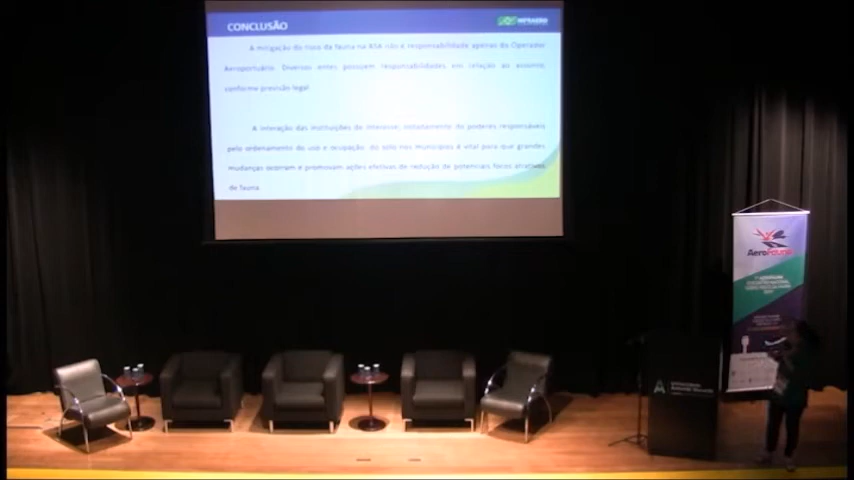 CONCLUSÃO
INFRAERO
A mitigação do risco da fauna na ASA não é responsabilidade apenas do Operador
Aeroportuário. Diversos entes possuem responsabilidades em relação ao assunto,
conforme previsão legal.
A interação das instituições de interesse, notadamente do poderes responsáveis
pelo ordenamento do uso e ocupação do solo nos municípios é vital para que grandes
mudanças ocorram e promovam ações efetivas de redução de potenciais focos atrativos
de fauna.
AeroFauna